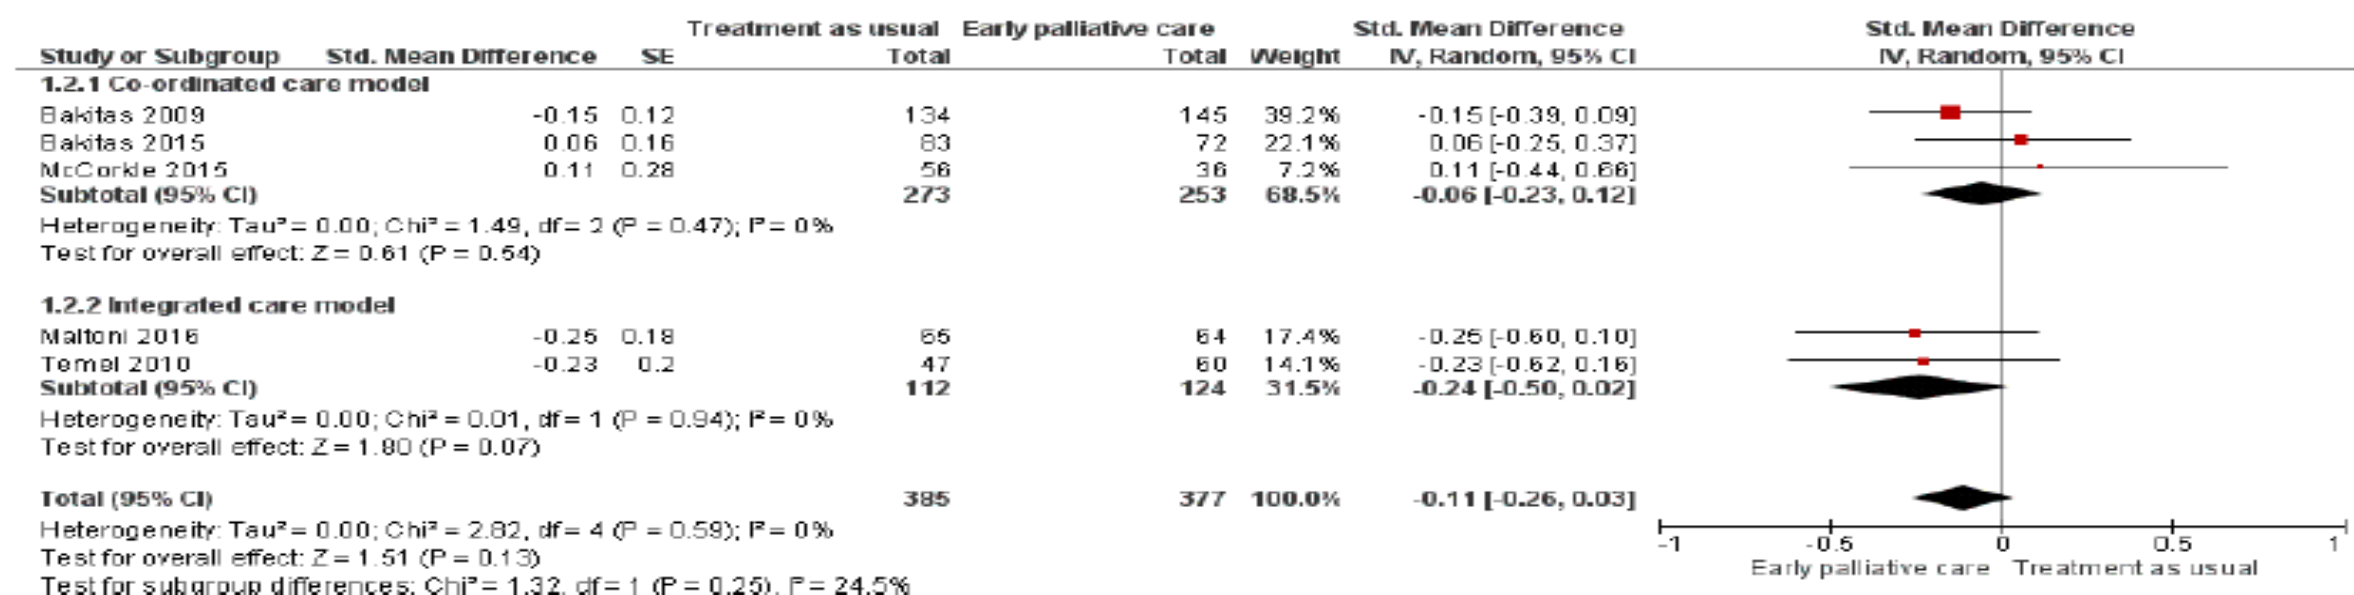 Treatment as usual Early palliative care Std. Mean Difference Std. Mean Difference
Study or Subgroup Std. Mean Difference SE Total Total Weight IV, Random, 95% CI IV, Random, 95% CI
1.2.1 Co-ordinated care model
Bakitas 2009 -0.15 0.12 134 145 39.2% -0.15 [-0.39, 0.09]
Bakitas 2015 0.06 0.16 83 72 22.1% 0.06 [-0.25, 0.37]
McCorkle 2015 0.11 0.28 56 36 7.2% 0.11 [-0.44, 0.66]
Subtotal (95% CI) 273 253 68.5% -0.06 [-0.23, 0.12]
Heterogeneity: Tau² = 0.00; Chi² = 1.49, df = 2 (P = 0.47); I² = 0%
Test for overall effect: Z = 0.61 (P = 0.54)
1.2.2 Integrated care model
Maltoni 2016 -0.25 0.18 65 64 17.4% -0.25 [-0.60, 0.10]
Temel 2010 -0.23 0.2 47 60 14.1% -0.23 [-0.62, 0.16]
Subtotal (95% CI) 112 124 31.5% -0.24 [-0.50, 0.02]
Heterogeneity: Tau² = 0.00; Chi² = 0.01, df = 1 (P = 0.94); I² = 0%
Test for overall effect: Z = 1.80 (P = 0.07)
Total (95% CI) 385 377 100.0% -0.11 [-0.26, 0.03]
Heterogeneity: Tau² = 0.00; Chi² = 2.82, df = 4 (P = 0.59); I² = 0%
Test for overall effect: Z = 1.51 (P = 0.13)
Test for subgroup differences: Chi² = 1.32, df = 1 (P = 0.25), I² = 24.5%
-1 -0.5 0 0.5 1
Early palliative care Treatment as usual